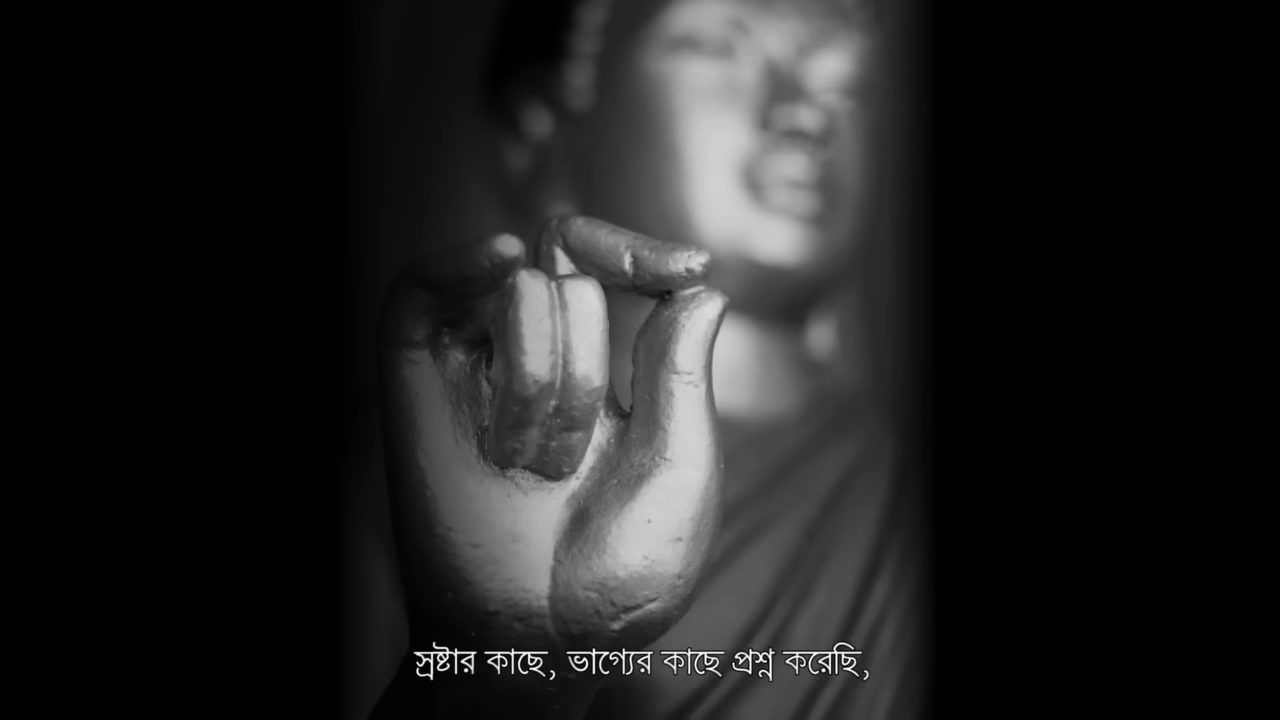 স্রষ্টার কাছে, ভাগ্যের কাছে প্রশ্ন করেছি,